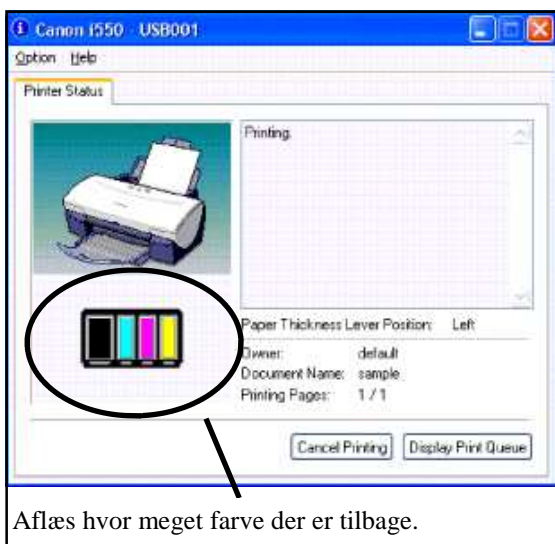 Canon i550 - USB001
Option Help
Printer Status
Printing.
Paper Thickness Lever Position: Left
Owner: default
Document Name: sample
Printing Pages: 1 / 1
Cancel Printing Display Print Queue
Aflæs hvor meget farve der er tilbage.